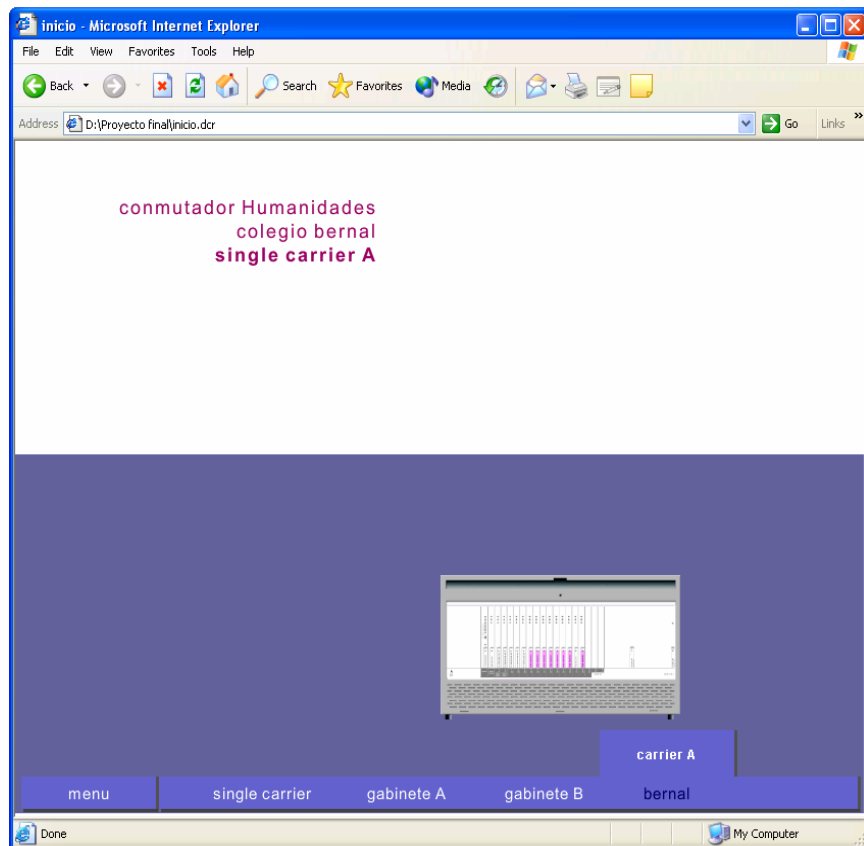 inicio - Microsoft Internet Explorer
File Edit View Favorites Tools Help
Back Search Favorites Media
Address D:\Proyecto final\inicio.dcr Go Links »
conmutador Humanidades
colegio bernal
single carrier A
carrier A
menu single carrier gabinete A gabinete B bernal
Done My Computer